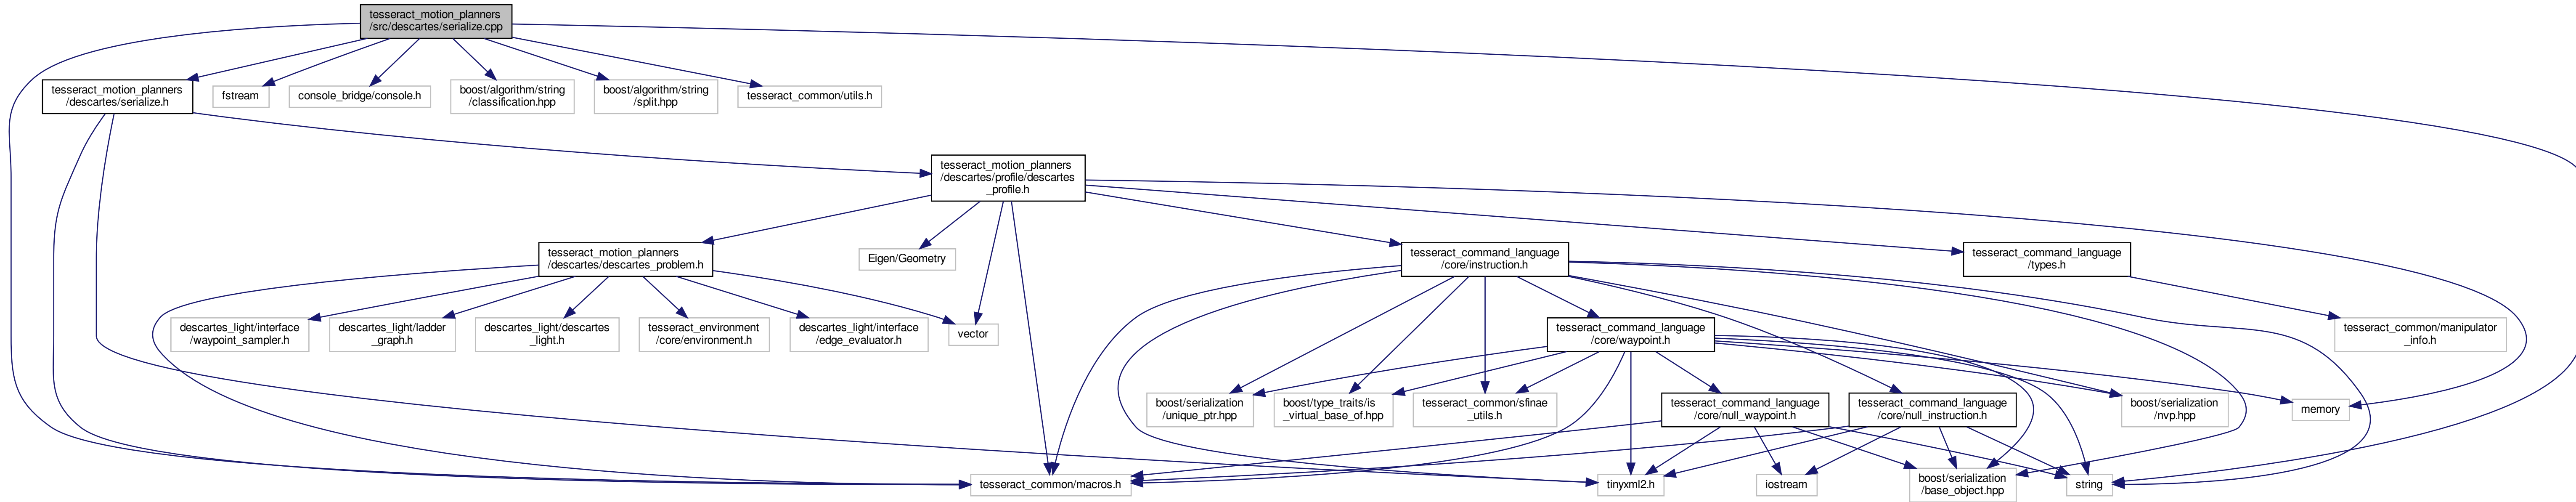 tesseract_motion_planners
/src/descartes/serialize.cpp
tesseract_motion_planners
/descartes/serialize.h
fstream
console_bridge/console.h
boost/algorithm/string
/classification.hpp
boost/algorithm/string
/split.hpp
tesseract_common/utils.h
tesseract_motion_planners
/descartes/profile/descartes
_profile.h
tesseract_motion_planners
/descartes/descartes_problem.h
Eigen/Geometry
tesseract_command_language
/core/instruction.h
tesseract_command_language
/types.h
descartes_light/interface
/waypoint_sampler.h
descartes_light/ladder
_graph.h
descartes_light/descartes
_light.h
tesseract_environment
/core/environment.h
descartes_light/interface
/edge_evaluator.h
vector
tesseract_command_language
/core/waypoint.h
tesseract_common/manipulator
_info.h
boost/serialization
/unique_ptr.hpp
boost/type_traits/is
_virtual_base_of.hpp
tesseract_common/sfinae
_utils.h
tesseract_command_language
/core/null_waypoint.h
tesseract_command_language
/core/null_instruction.h
boost/serialization
/nvp.hpp
memory
tesseract_common/macros.h
tinyxml2.h
iostream
boost/serialization
/base_object.hpp
string